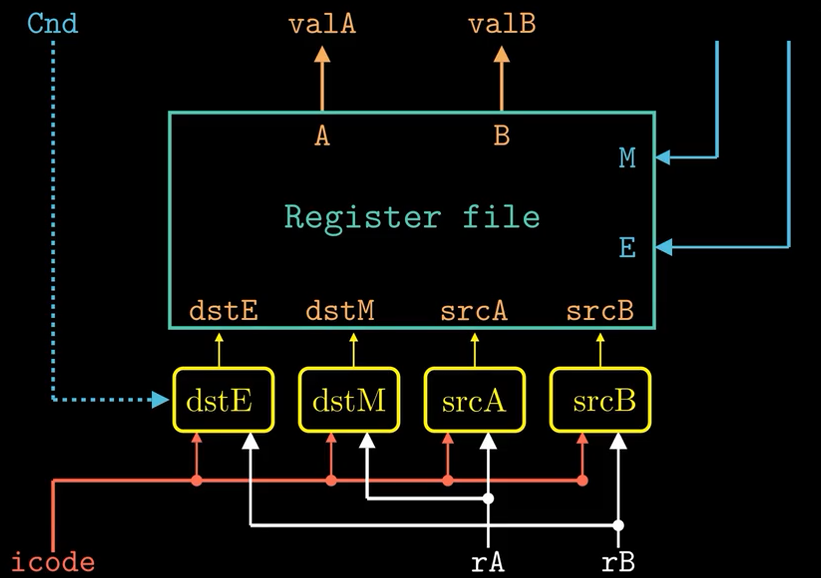 Cnd valA valB
A B
M
Register file
E
dstE dstM srcA srcB
dstE dstM srcA srcB
icode rA rB